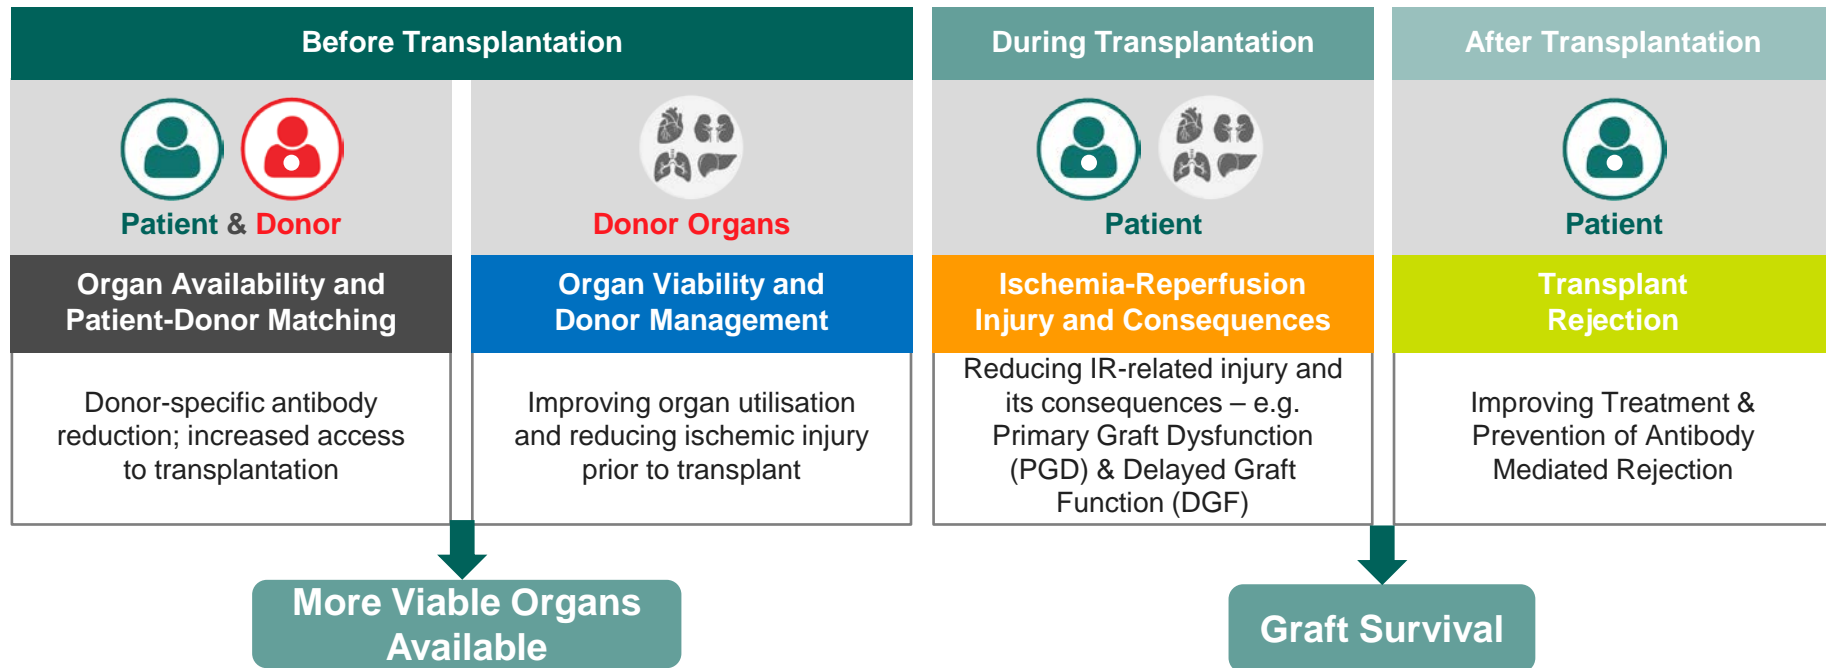 Before Transplantation
During Transplantation
After Transplantation
Patient & Donor
Donor Organs
Patient
Patient
Organ Availability and
Patient-Donor Matching
Organ Viability and
Donor Management
Ischemia-Reperfusion
Injury and Consequences
Transplant
Rejection
Donor-specific antibody
reduction; increased access
to transplantation
Improving organ utilisation
and reducing ischemic injury
prior to transplant
Reducing IR-related injury and
its consequences – e.g.
Primary Graft Dysfunction
(PGD) & Delayed Graft
Function (DGF)
Improving Treatment &
Prevention of Antibody
Mediated Rejection
More Viable Organs
Available
Graft Survival